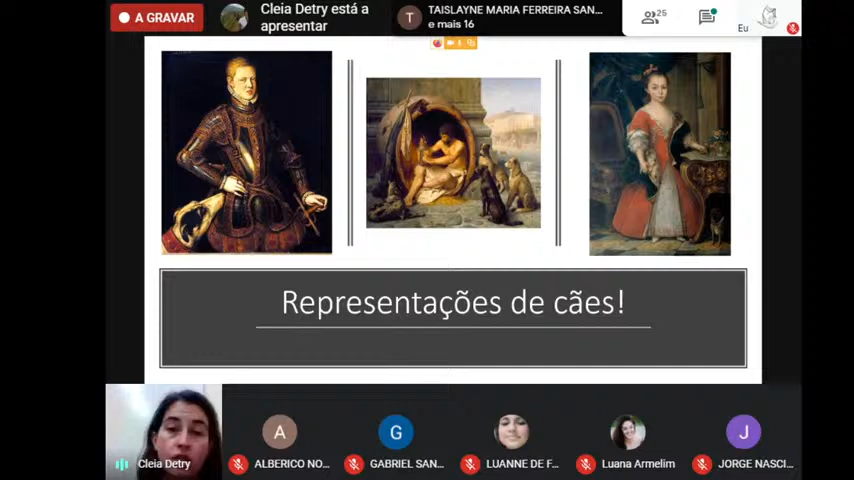 A GRAVAR
Cleia Detry está a
apresentar
T
TAISLAYNE MARIA FERREIRA SAN...
e mais 16
25
Eu
Representações de cães!
Cleia Detry
A
ALBERICO NO...
G
GABRIEL SAN...
LUANNE DE F...
Luana Armelim
J
JORGE NASCI...